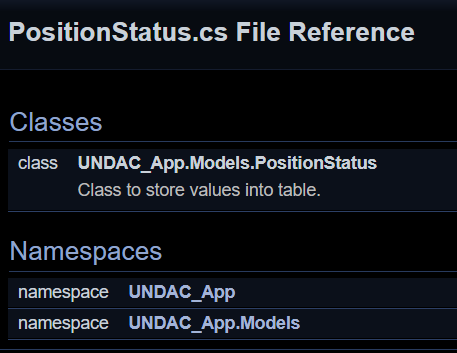 PositionStatus.cs File Reference
Classes
class UNDAC_App.Models.PositionStatus
Class to store values into table.
Namespaces
namespace UNDAC_App
namespace UNDAC_App.Models